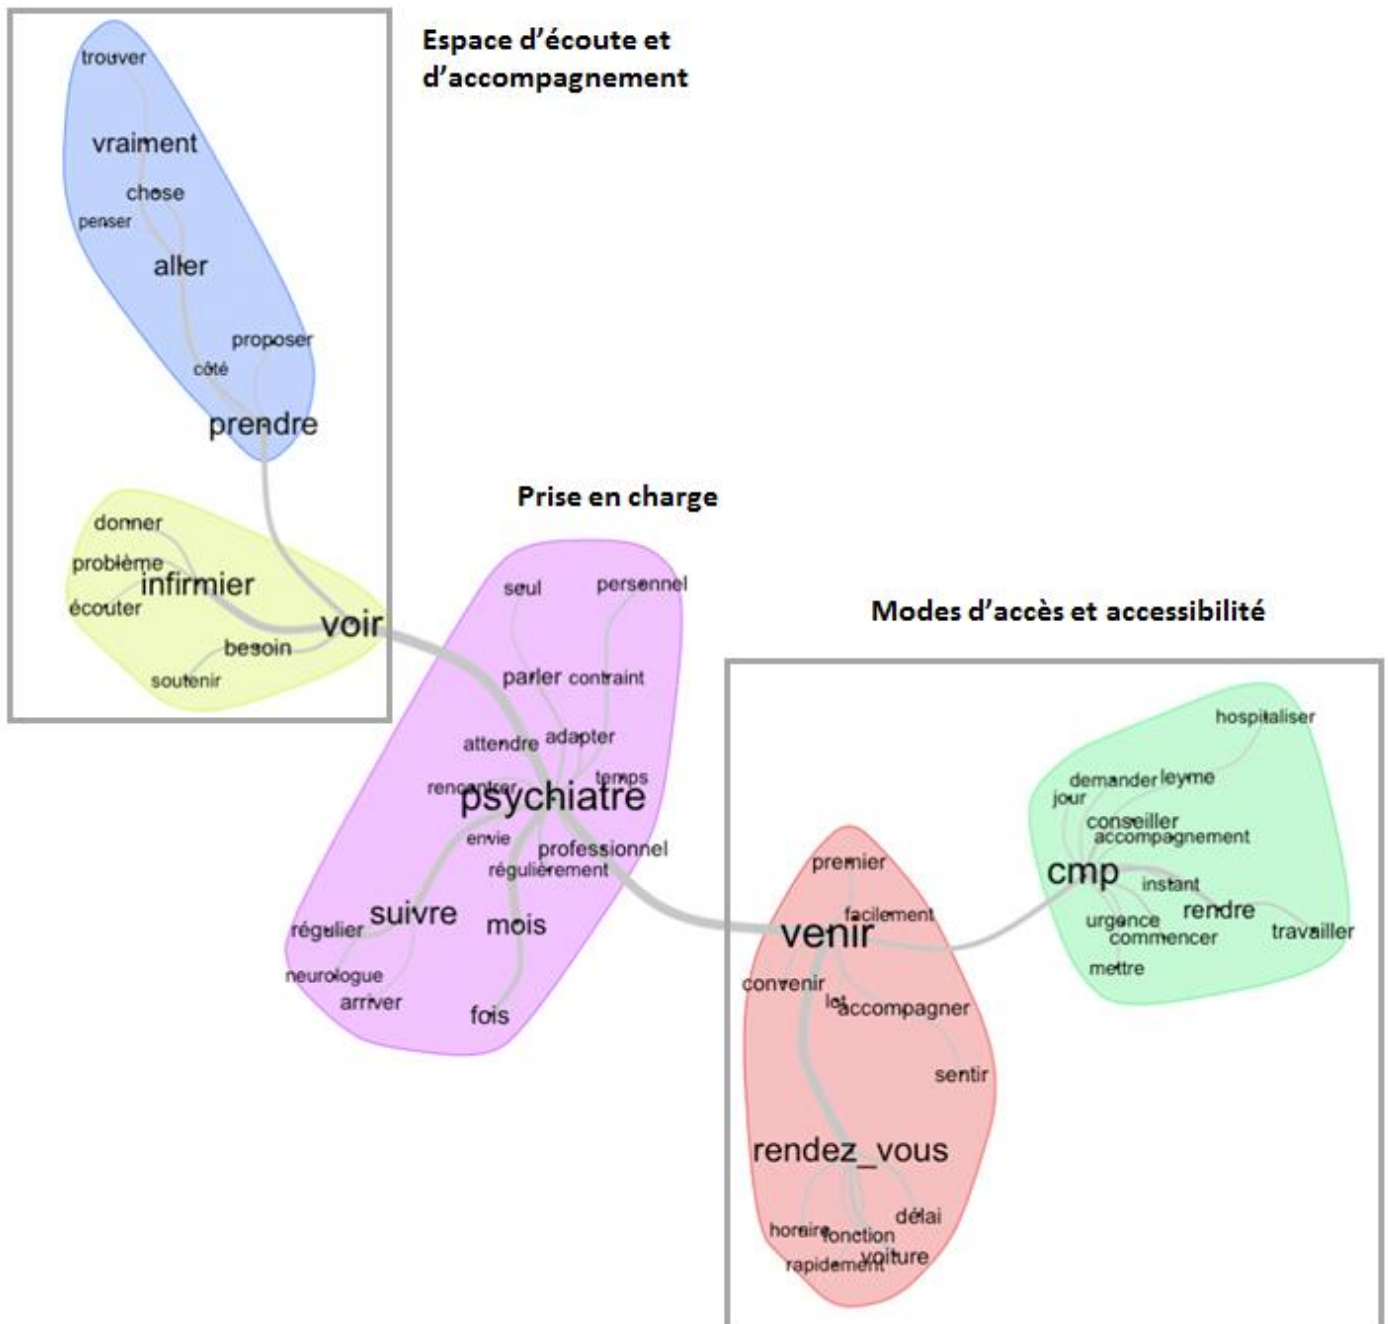 Espace d'écoute et
d'accompagnement
trouver
vraiment
chose
penser
aller
proposer
côté
prendre
donner
problème
infirmier
écouter
voir
besoin
soutenir
Prise en charge
seul
personnel
parler
contraint
attendre
adapter
temps
rencontrer
psychiatre
envie
professionnel
régulièrement
suivre
mois
régulier
neurologue
arriver
fois
Modes d'accès et accessibilité
premier
facilement
venir
convenir
lot
accompagner
sentir
rendez_vous
délai
horaire
fonction
voiture
rapidement
hospitaliser
demander
leyme
jour
conseiller
accompagnement
cmp
instant
rendre
urgence
commencer
travailler
mettre